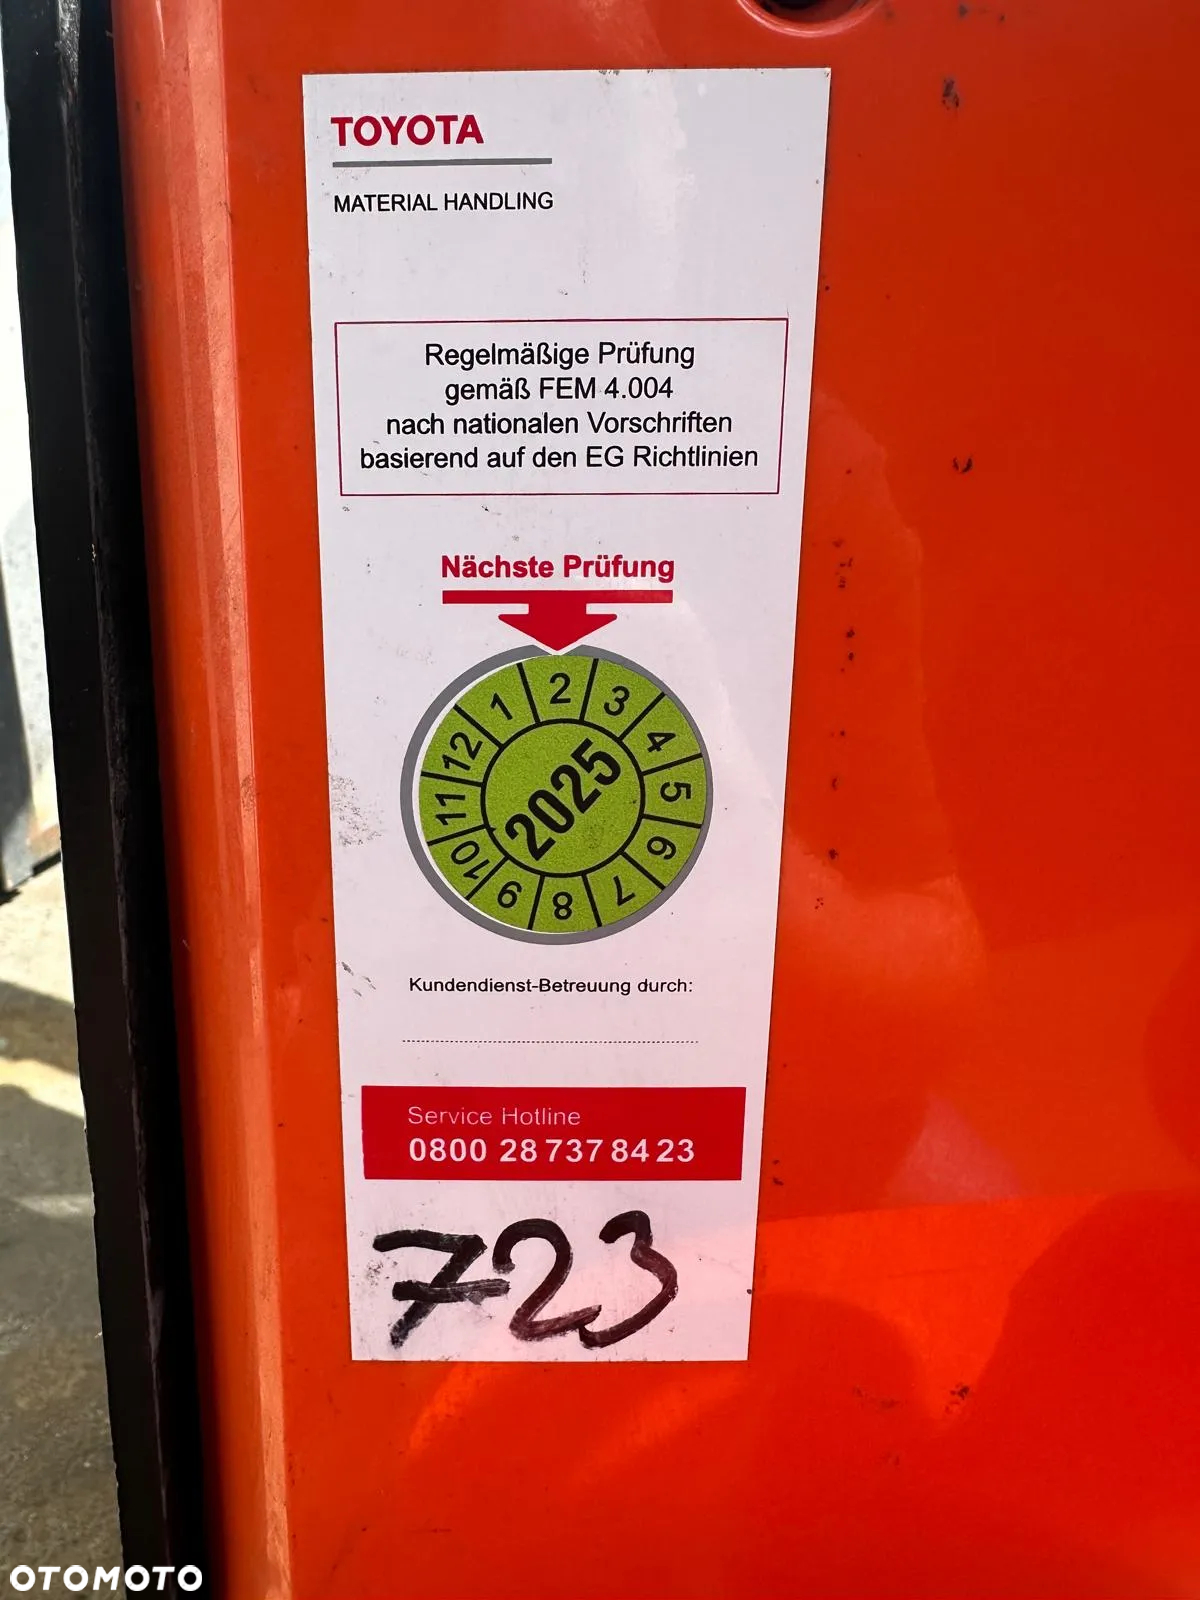 TOYOTA
MATERIAL HANDLING
Regelmäßige Prüfung
gemäß FEM 4.004
nach nationalen Vorschriften
basierend auf den EG Richtlinien
Nächste Prüfung
1 2 3 4 5 6 7 8 9 10 11 12
2025
Kundendienst-Betreuung durch:
Service Hotline
0800 28 737 84 23
723
OTOMOTO